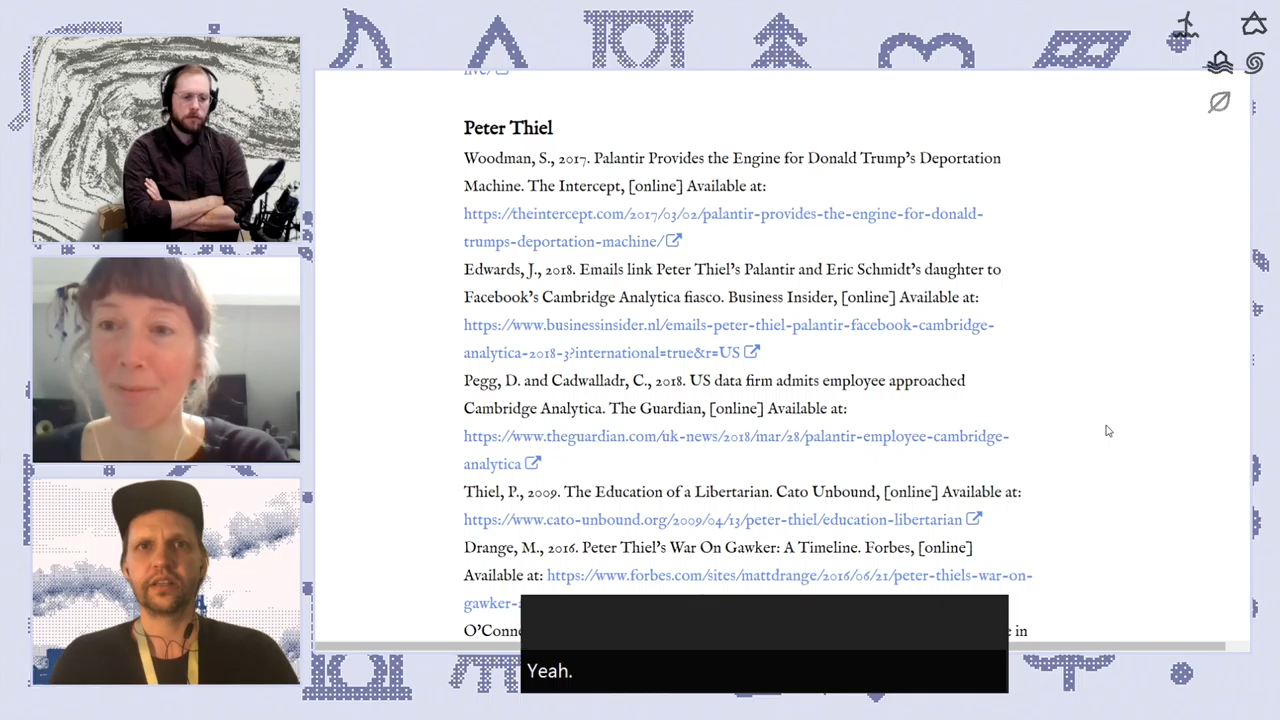 live/
Peter Thiel
Woodman, S., 2017. Palantir Provides the Engine for Donald Trump's Deportation
Machine. The Intercept, [online] Available at:
https://theintercept.com/2017/03/02/palantir-provides-the-engine-for-donald-
trumps-deportation-machine/
Edwards, J., 2018. Emails link Peter Thiel's Palantir and Eric Schmidt's daughter to
Facebook's Cambridge Analytica fiasco. Business Insider, [online] Available at:
https://www.businessinsider.nl/emails-peter-thiel-palantir-facebook-cambridge-
analytica-2018-3?international=true&r=US
Pegg, D. and Cadwalladr, C., 2018. US data firm admits employee approached
Cambridge Analytica. The Guardian, [online] Available at:
https://www.theguardian.com/uk-news/2018/mar/28/palantir-employee-cambridge-
analytica
Thiel, P., 2009. The Education of a Libertarian. Cato Unbound, [online] Available at:
https://www.cato-unbound.org/2009/04/13/peter-thiel/education-libertarian
Drange, M., 2016. Peter Thiel's War On Gawker: A Timeline. Forbes, [online]
Available at: https://www.forbes.com/sites/mattdrange/2016/06/21/peter-thiels-war-on-
gawker-
O'Conne in
Yeah.